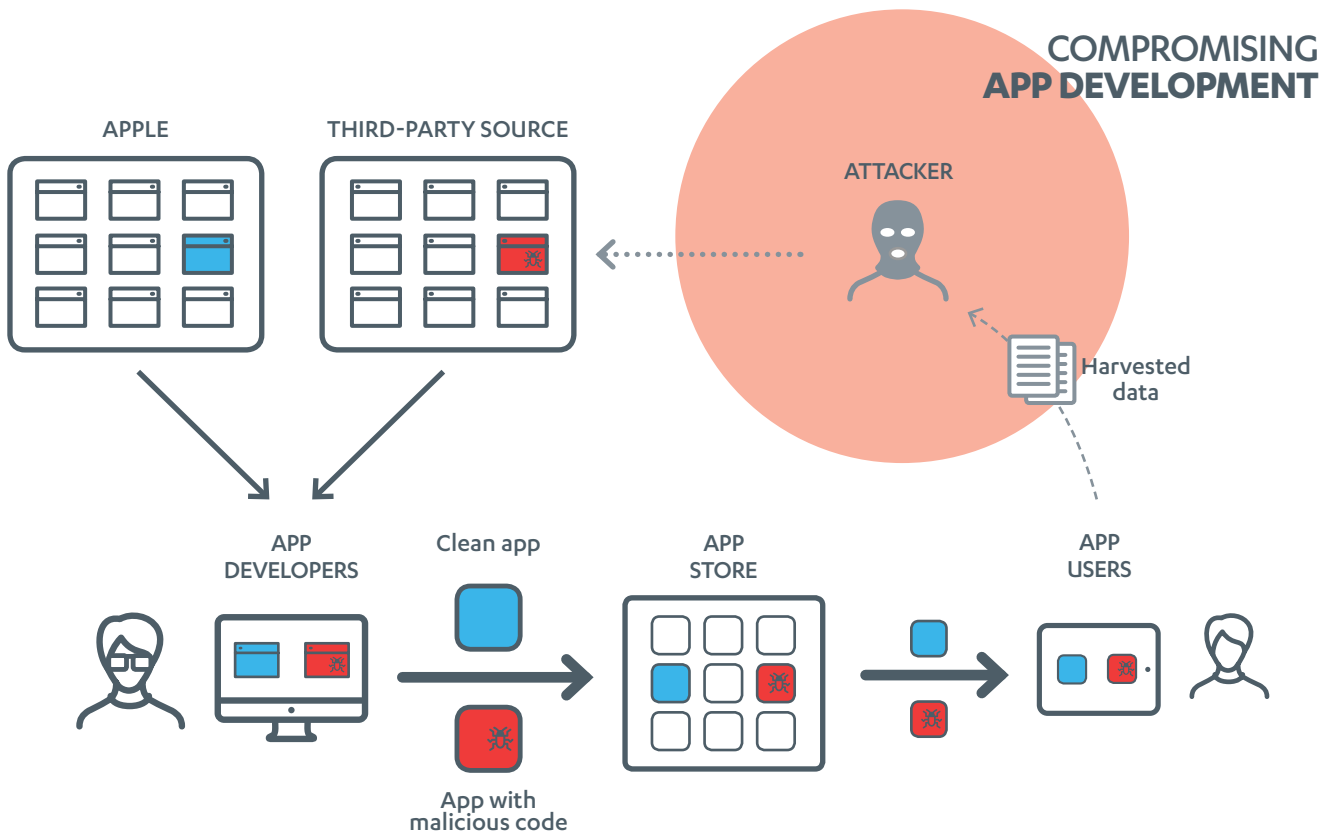 COMPROMISING
APP DEVELOPMENT
APPLE
THIRD-PARTY SOURCE
ATTACKER
Harvested
data
APP
DEVELOPERS
Clean app
APP
STORE
APP
USERS
App with
malicious code